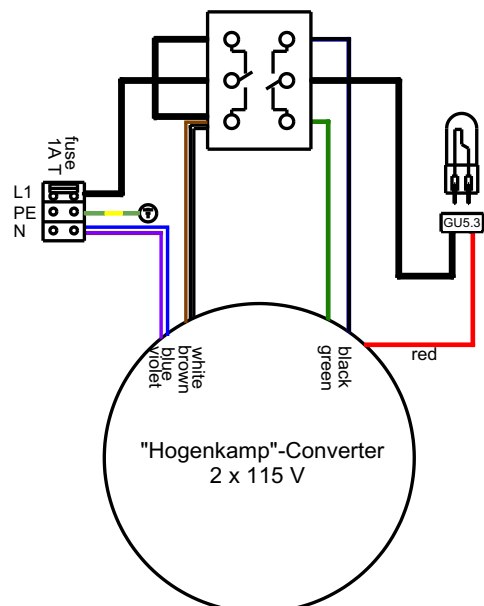 fuse
1A T
L1
PE
N
GU5.3
violet
blue
brown
white
green
black
red
"Hogenkamp"-Converter
2 x 115 V